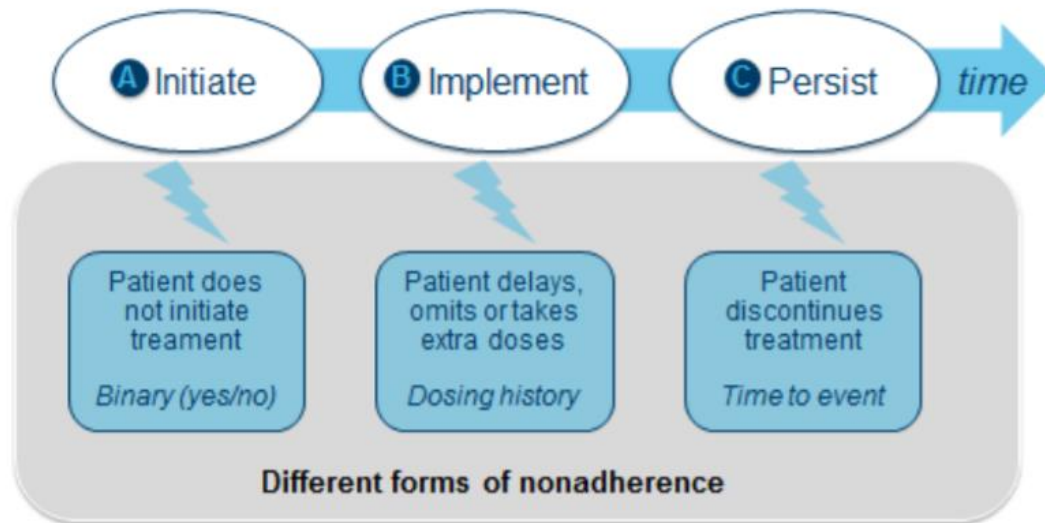 A Initiate
B Implement
C Persist
time
Patient does
not initiate
treament
Binary (yes/no)
Patient delays,
omits or takes
extra doses
Dosing history
Patient
discontinues
treatment
Time to event
Different forms of nonadherence